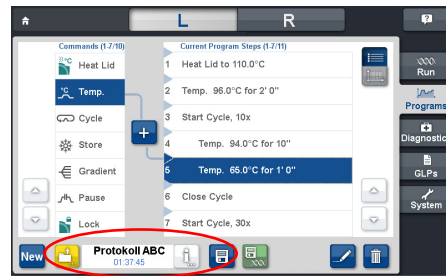 L
R
?
Commands (1-7/10)
Current Program Steps (1-7/11)
Heat Lid
1 Heat Lid to 110.0°C
°C Temp.
2 Temp. 96.0°C for 2' 0"
Cycle
3 Start Cycle, 10x
Store
4 Temp. 94.0°C for 10"
Gradient
5 Temp. 65.0°C for 1' 0"
Pause
6 Close Cycle
Lock
7 Start Cycle, 30x
Run
Programs
Diagnostic
GLPs
System
New
Protokoll ABC
01:37:45